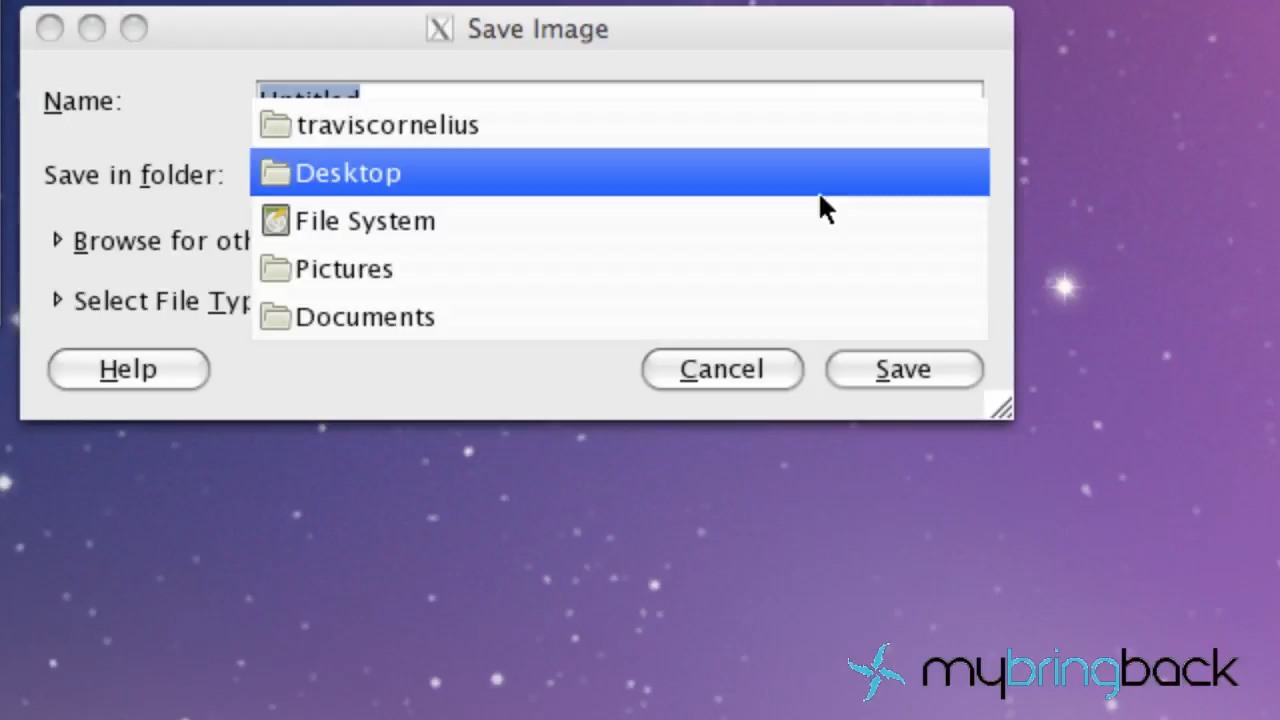 Save Image
Name:
Untitled
traviscornelius
Save in folder:
Desktop
File System
Browse for oth
Pictures
Select File Typ
Documents
Help
Cancel
Save
mybringback